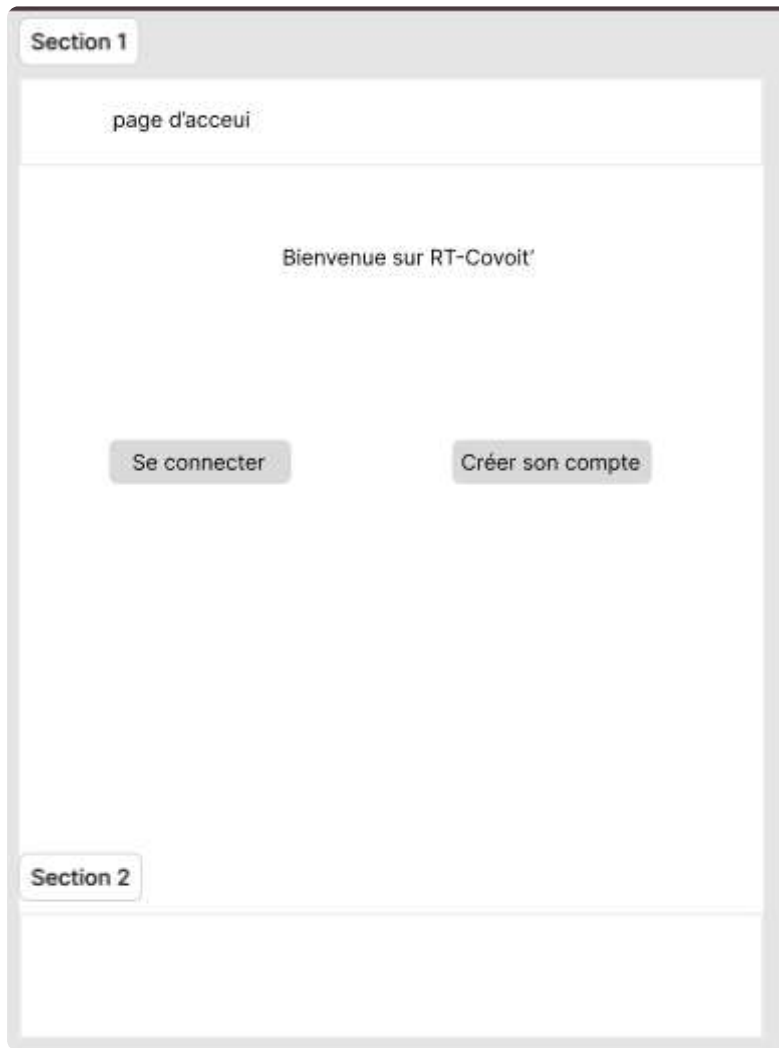 Section 1
page d'acceui
Bienvenue sur RT-Covoit’
Se connecter
Créer son compte
Section 2